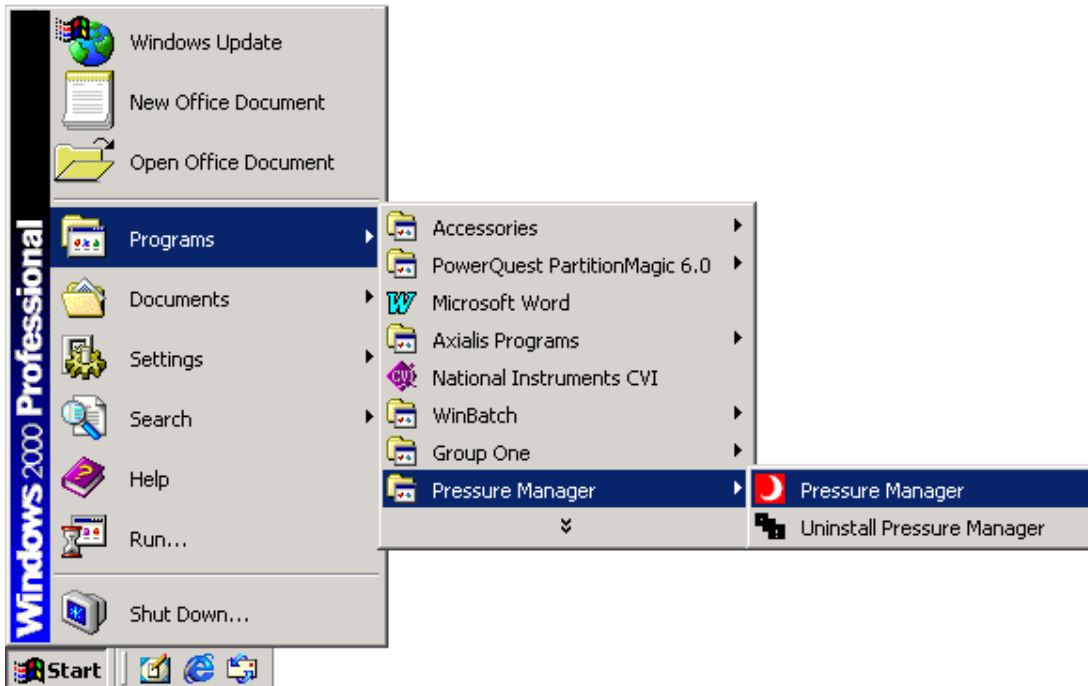 Windows 2000 Professional
Windows Update
New Office Document
Open Office Document
Programs
Documents
Settings
Search
Help
Run...
Shut Down...
Start
Accessories
PowerQuest PartitionMagic 6.0
W Microsoft Word
Axialis Programs
CVI National Instruments CVI
WinBatch
Group One
Pressure Manager
Pressure Manager
Uninstall Pressure Manager